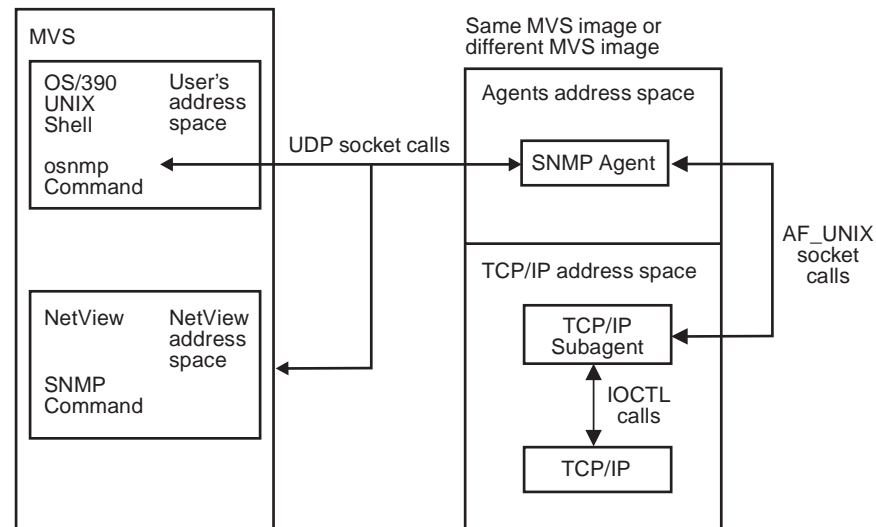 MVS
OS/390
UNIX
Shell
User's
address
space
osnmp
Command
NetView
NetView
address
space
SNMP
Command
UDP socket calls
Same MVS image or
different MVS image
Agents address space
SNMP Agent
AF_UNIX
socket
calls
TCP/IP address space
TCP/IP
Subagent
IOCTL
calls
TCP/IP